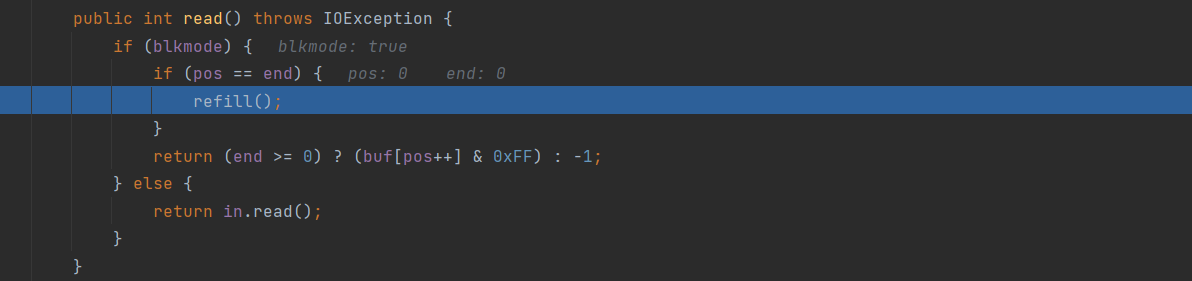 public int read() throws IOException {
if (blkmode) { blkmode: true
if (pos == end) { pos: 0 end: 0
refill();
}
return (end >= 0) ? (buf[pos++] & 0xFF) : -1;
} else {
return in.read();
}
}